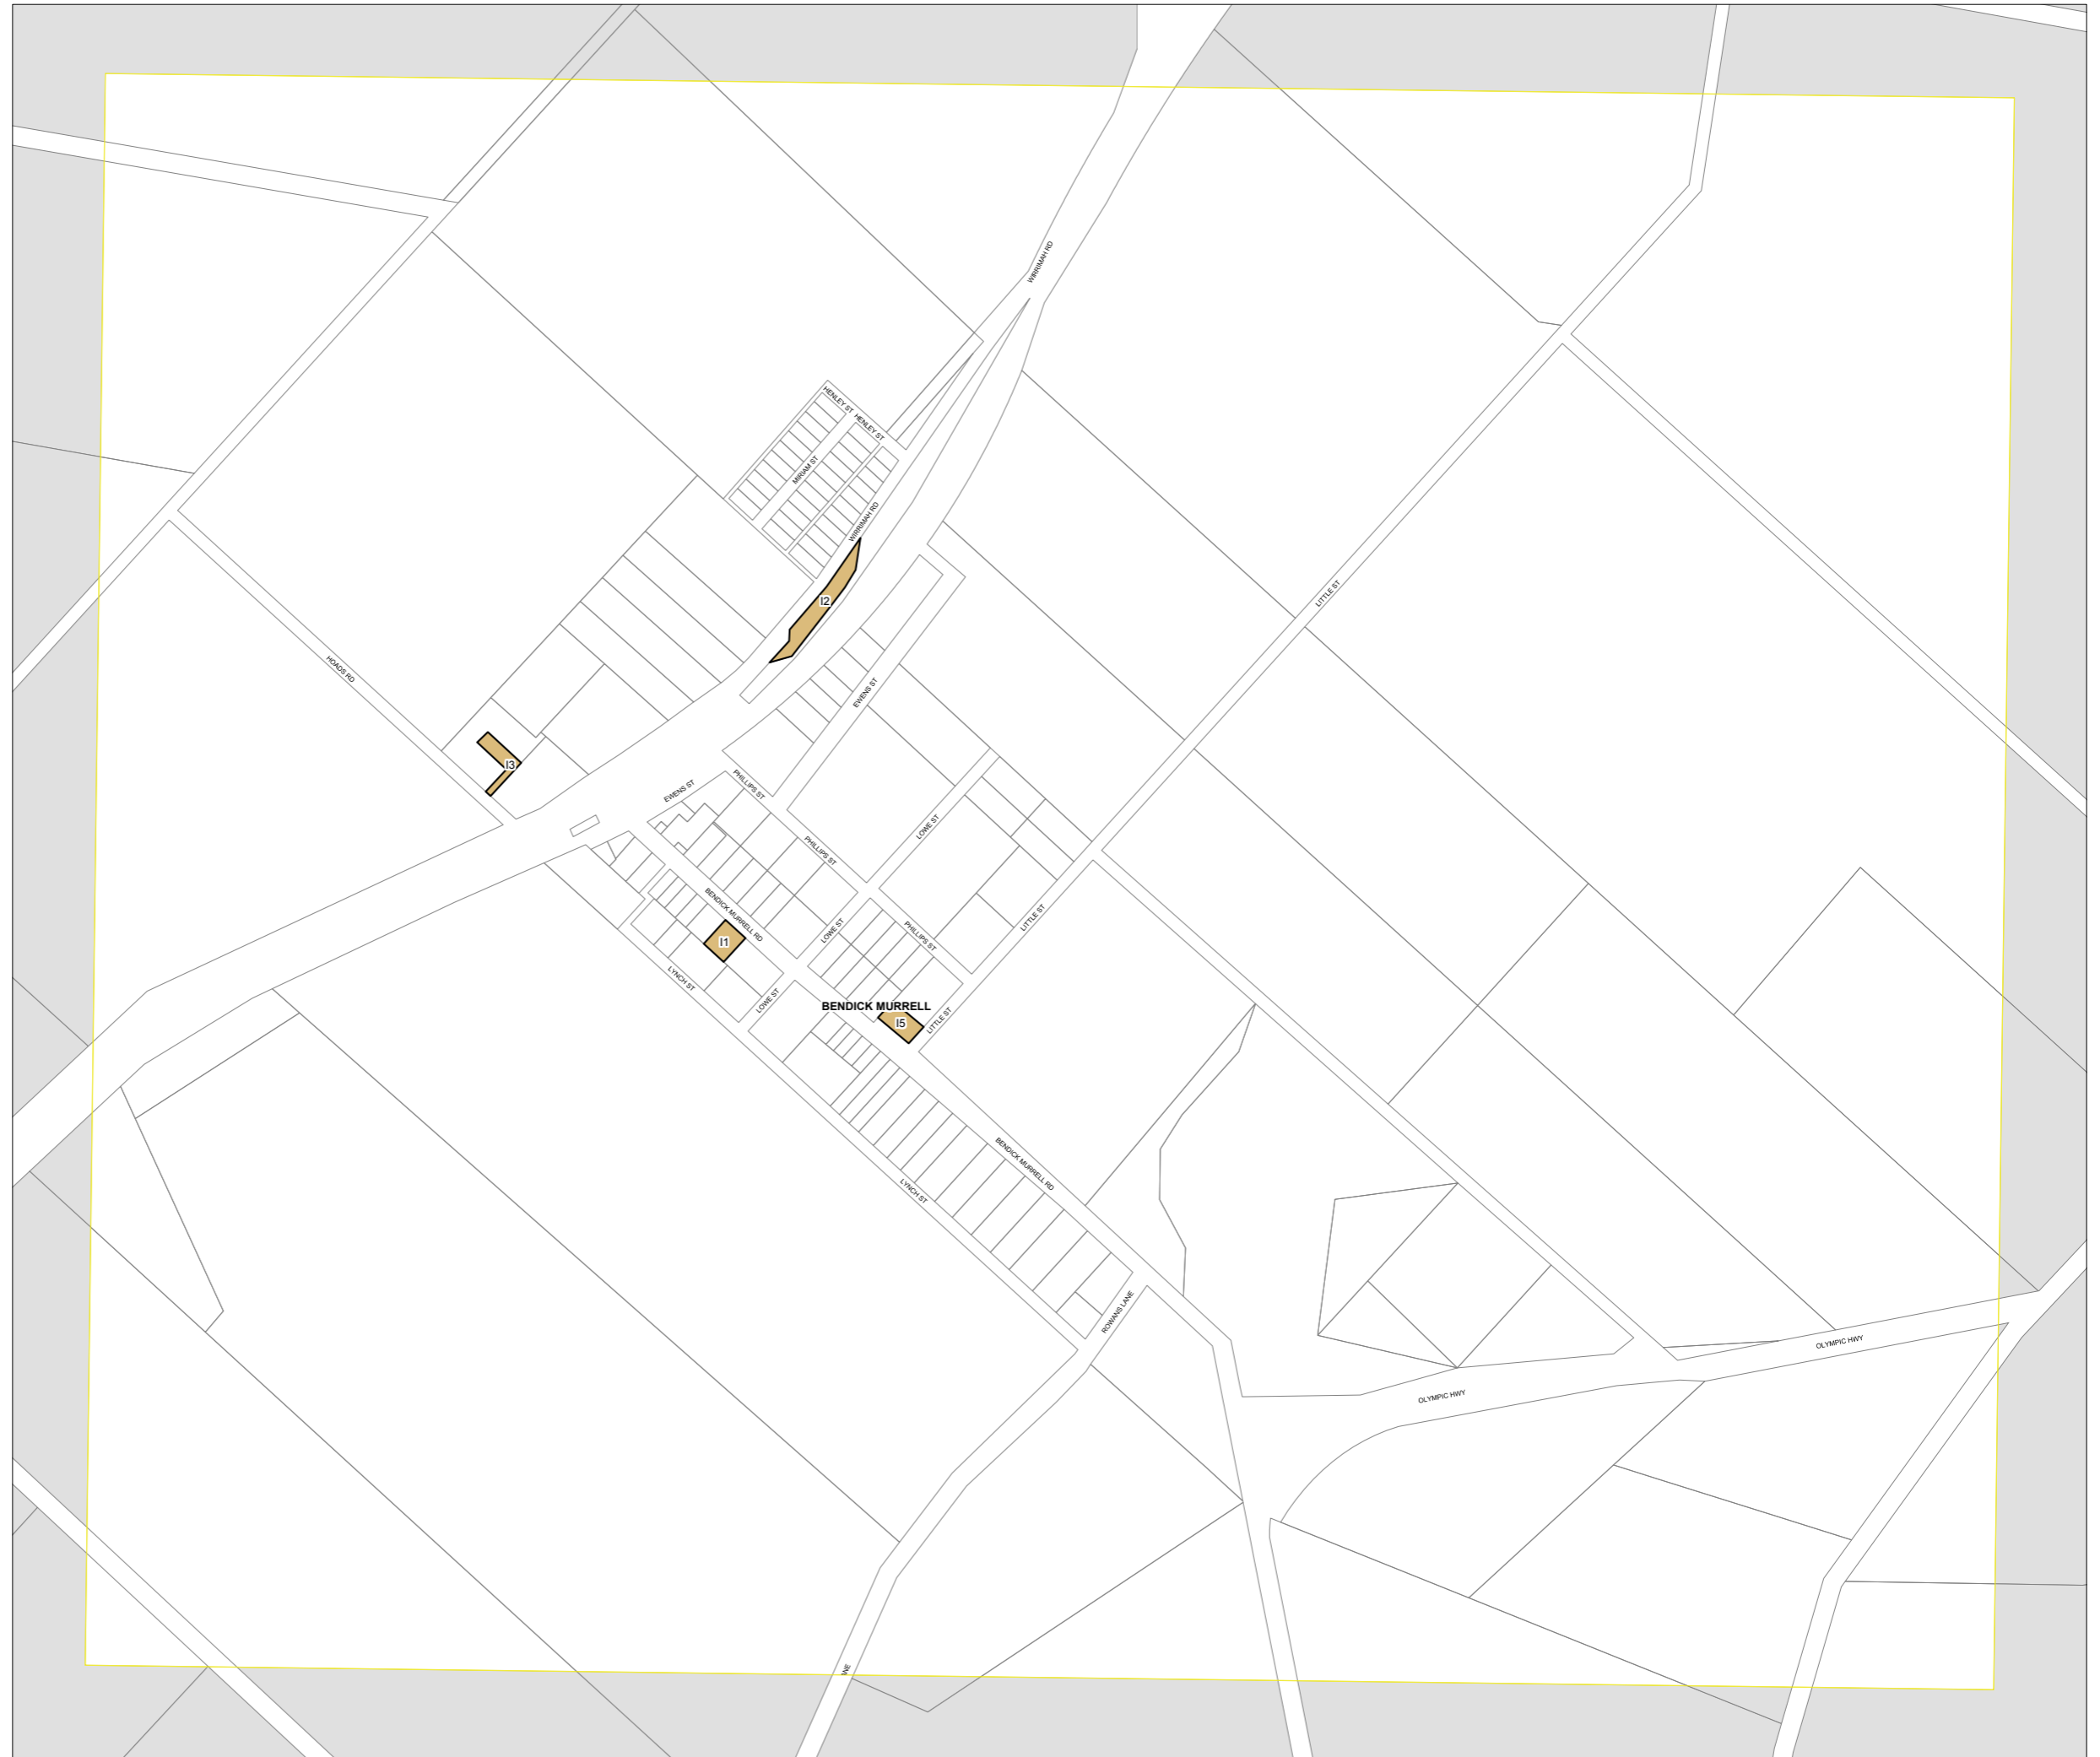 WIRRIMAH RD
HENLEY ST
HENLEY ST
MIRIAM ST
WIRRIMAH RD
LITTLE ST
I2
HOADS RD
EWENS ST
I3
PHILLIPS ST
EWENS ST
LOWE ST
PHILLIPS ST
BENDICK MURRELL RD
LITTLE ST
LOWE ST
PHILLIPS ST
I1
LYNCH ST
LOWE ST
BENDICK MURRELL
I5
LITTLE ST
BENDICK MURRELL RD
LYNCH ST
ROWANS LANE
OLYMPIC HWY
OLYMPIC HWY